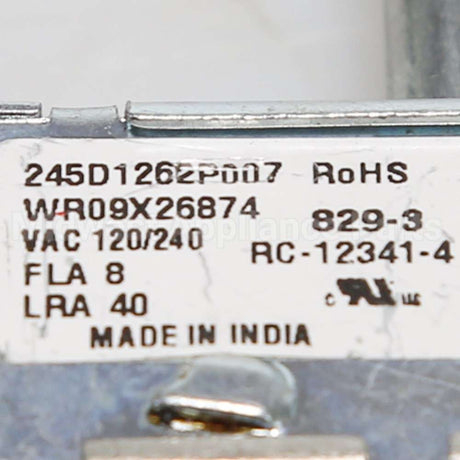 245D1262P007 RoHS
WR09X26874 829-3
VAC 120/240 RC-12341-4
FLA 8
LRA 40
MADE IN INDIA